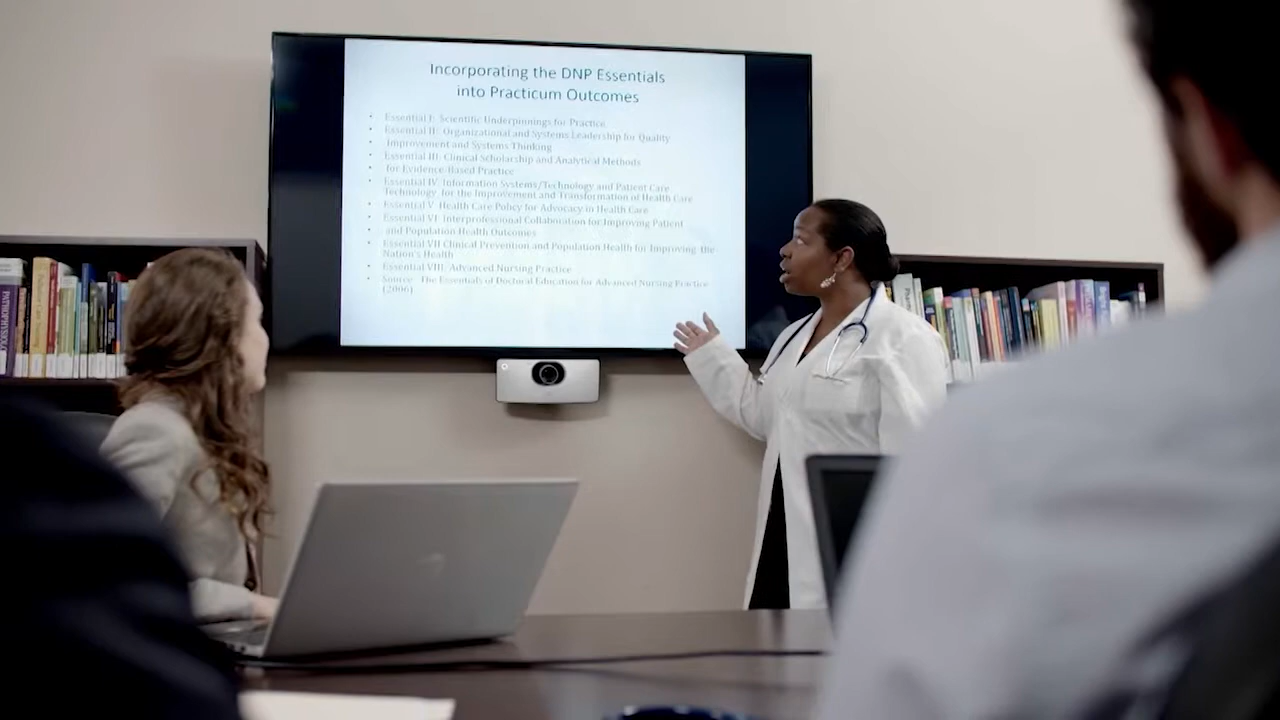 Incorporating the DNP Essentials
into Practicum Outcomes
• Essential I: Scientific Underpinnings for Practice
• Essential II: Organizational and Systems Leadership for Quality
• Improvement and Systems Thinking
• Essential III: Clinical Scholarship and Analytical Methods
• for Evidence-Based Practice
• Essential IV: Information Systems/Technology and Patient Care
Technology for the Improvement and Transformation of Health Care
• Essential V Health Care Policy for Advocacy in Health Care
• Essential VI Interprofessional Collaboration for Improving Patient
• and Population Health Outcomes
• Essential VII Clinical Prevention and Population Health for Improving the
Nation's Health
• Essential VIII Advanced Nursing Practice
• Source: The Essentials of Doctoral Education for Advanced Nursing Practice
(2006)